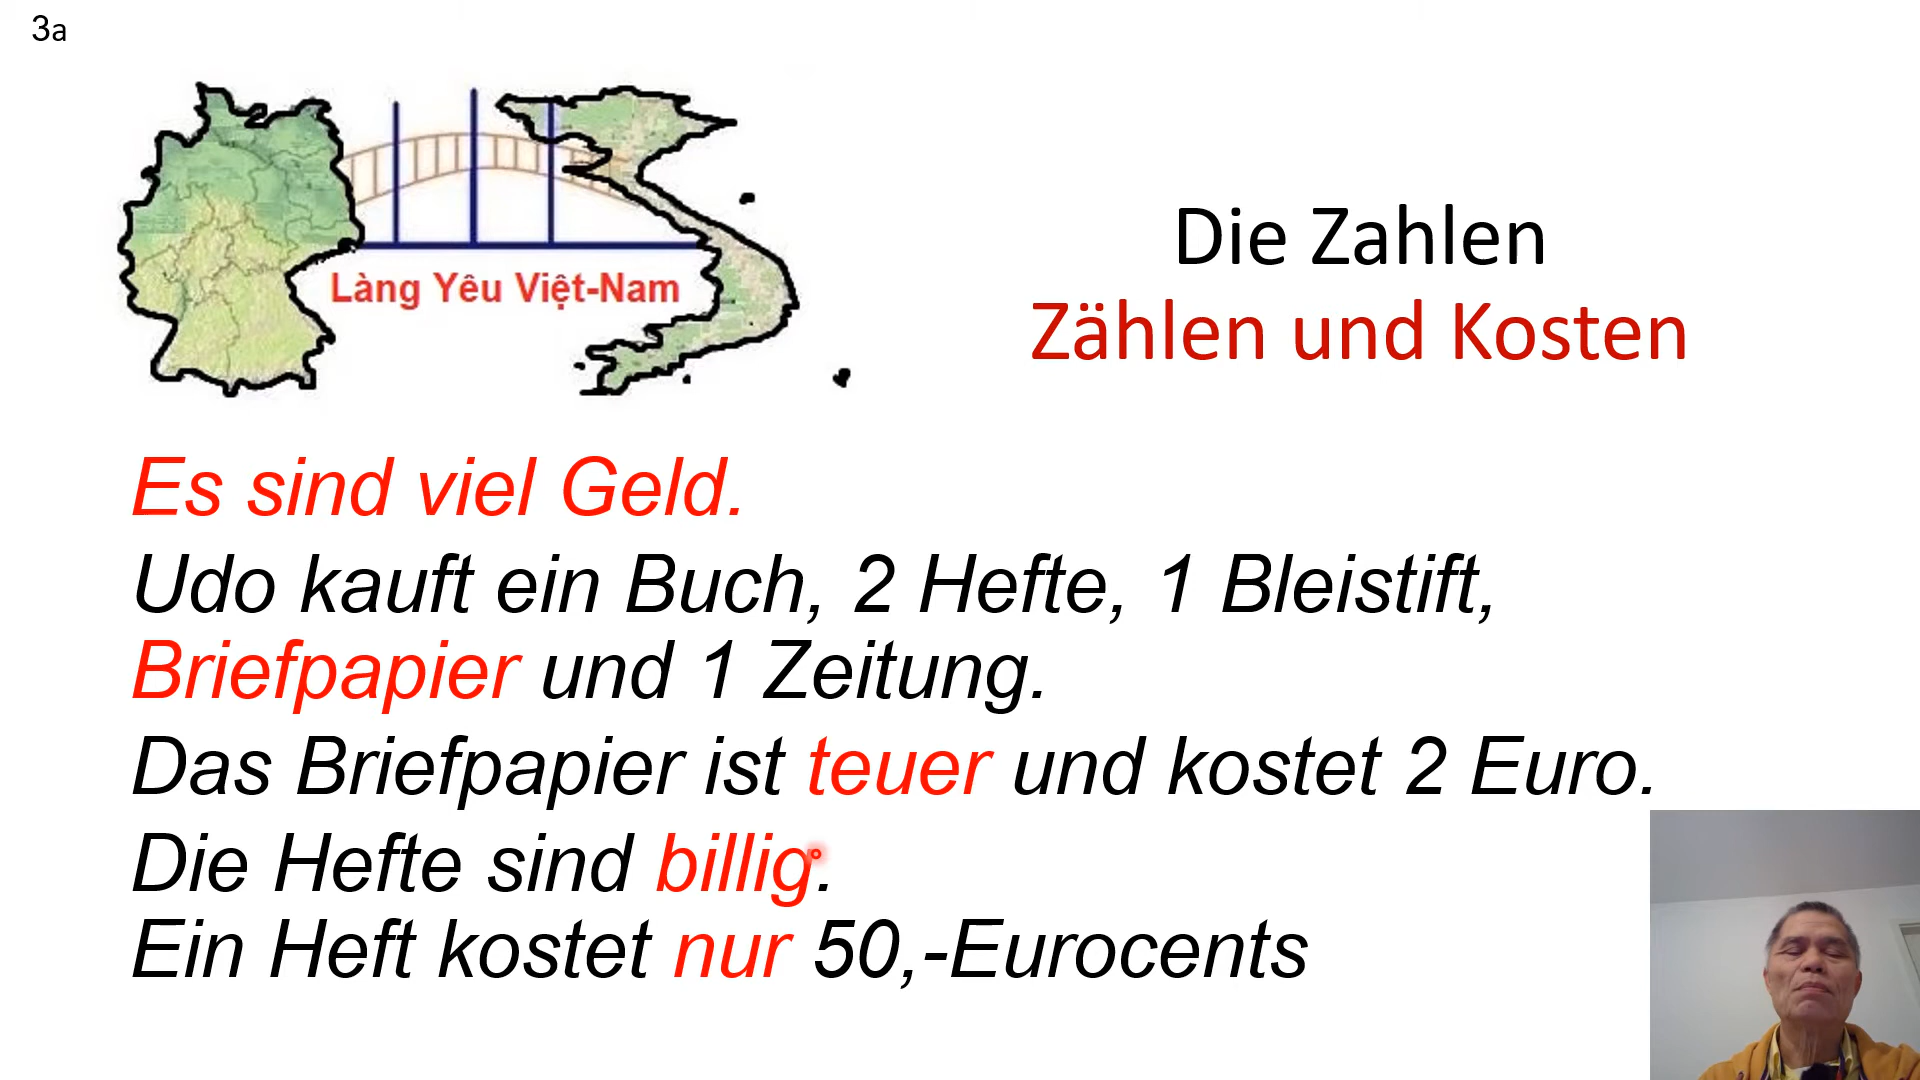 3a
Làng Yêu Việt-Nam
Die Zahlen
Zählen und Kosten
Es sind viel Geld.
Udo kauft ein Buch, 2 Hefte, 1 Bleistift,
Briefpapier und 1 Zeitung.
Das Briefpapier ist teuer und kostet 2 Euro.
Die Hefte sind billig.
Ein Heft kostet nur 50,-Eurocents